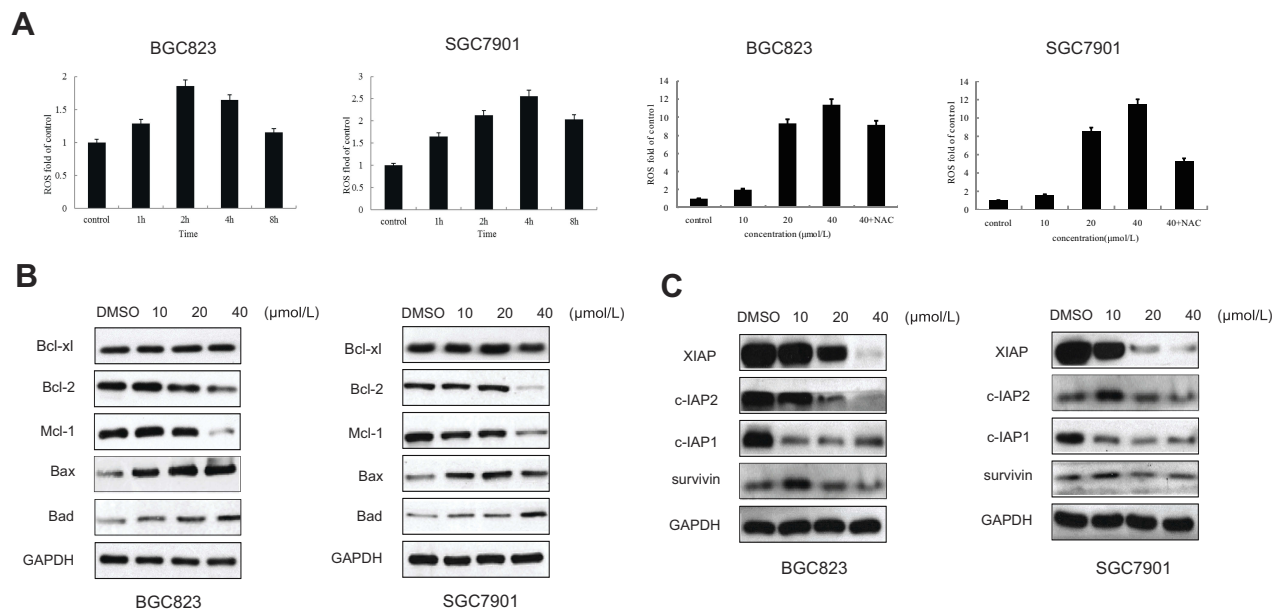 A
BGC823
ROS fold of control
2
1.5
1
0.5
0
control 1h 2h 4h 8h
Time
SGC7901
ROS flod of control
3
2.5
2
1.5
1
0.5
0
control 1h 2h 4h 8h
Time
BGC823
ROS fold of control
14
12
10
8
6
4
2
0
control 10 20 40 40+NAC
concentration (μmol/L)
SGC7901
ROS fold of control
14
12
10
8
6
4
2
0
control 10 20 40 40+NAC
concentration(μmol/L)
B
DMSO 10 20 40 (μmol/L)
Bcl-xl
Bcl-2
Mcl-1
Bax
Bad
GAPDH
BGC823
DMSO 10 20 40 (μmol/L)
Bcl-xl
Bcl-2
Mcl-1
Bax
Bad
GAPDH
SGC7901
C
DMSO 10 20 40 (μmol/L)
XIAP
c-IAP2
c-IAP1
survivin
GAPDH
BGC823
DMSO 10 20 40 (μmol/L)
XIAP
c-IAP2
c-IAP1
survivin
GAPDH
SGC7901